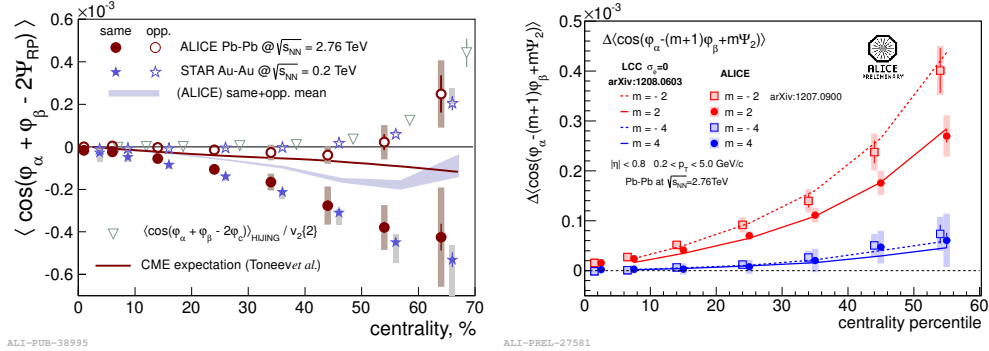 ×10⁻³
⟨ cos(φα + φβ - 2ΨRP) ⟩
0.6
0.4
0.2
0
-0.2
-0.4
-0.6
same opp.
ALICE Pb-Pb @ √sNN = 2.76 TeV
STAR Au-Au @ √sNN = 0.2 TeV
(ALICE) same+opp. mean
⟨cos(φα + φβ - 2φc)⟩HIJING / v2{2}
CME expectation (Toneev et al.)
0 10 20 30 40 50 60 70
centrality, %
ALI-PUB-38995
×10⁻³
Δ⟨cos(φα-(m+1)φβ+mΨ2)⟩
0.5
0.4
0.3
0.2
0.1
0
Δ⟨cos(φα-(m+1)φβ+mΨ2)⟩
LCC σφ=0
arXiv:1208.0603
m = - 2
m = 2
m = - 4
m = 4
ALICE
m = - 2 arXiv:1207.0900
m = 2
m = - 4
m = 4
|η| < 0.8 0.2 < pT < 5.0 GeV/c
Pb-Pb at √sNN=2.76TeV
ALICE
PRELIMINARY
0 10 20 30 40 50 60
centrality percentile
ALI-PREL-27581